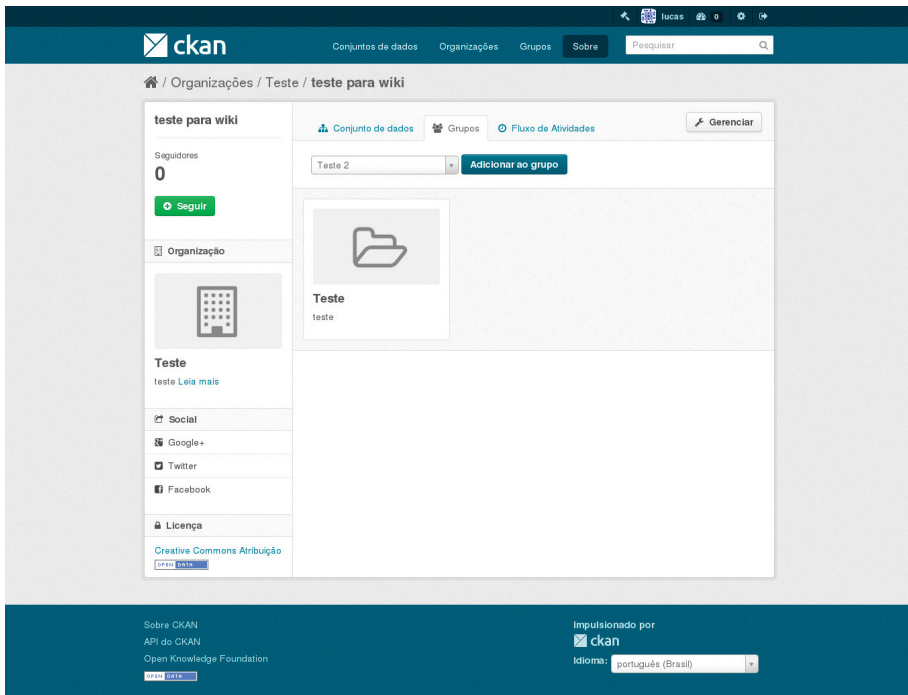 lucas 0
ckan Conjuntos de dados Organizações Grupos Sobre Pesquisar
/ Organizações / Teste / teste para wiki
teste para wiki
Seguidores
0
Seguir
Organização
Teste
teste Leia mais
Social
Google+
Twitter
Facebook
Licença
Creative Commons Atribuição
OPEN DATA
Conjunto de dados Grupos Fluxo de Atividades Gerenciar
Teste 2 Adicionar ao grupo
Teste
teste
Sobre CKAN
API do CKAN
Open Knowledge Foundation
OPEN DATA
Impulsionado por
ckan
Idioma: português (Brasil)